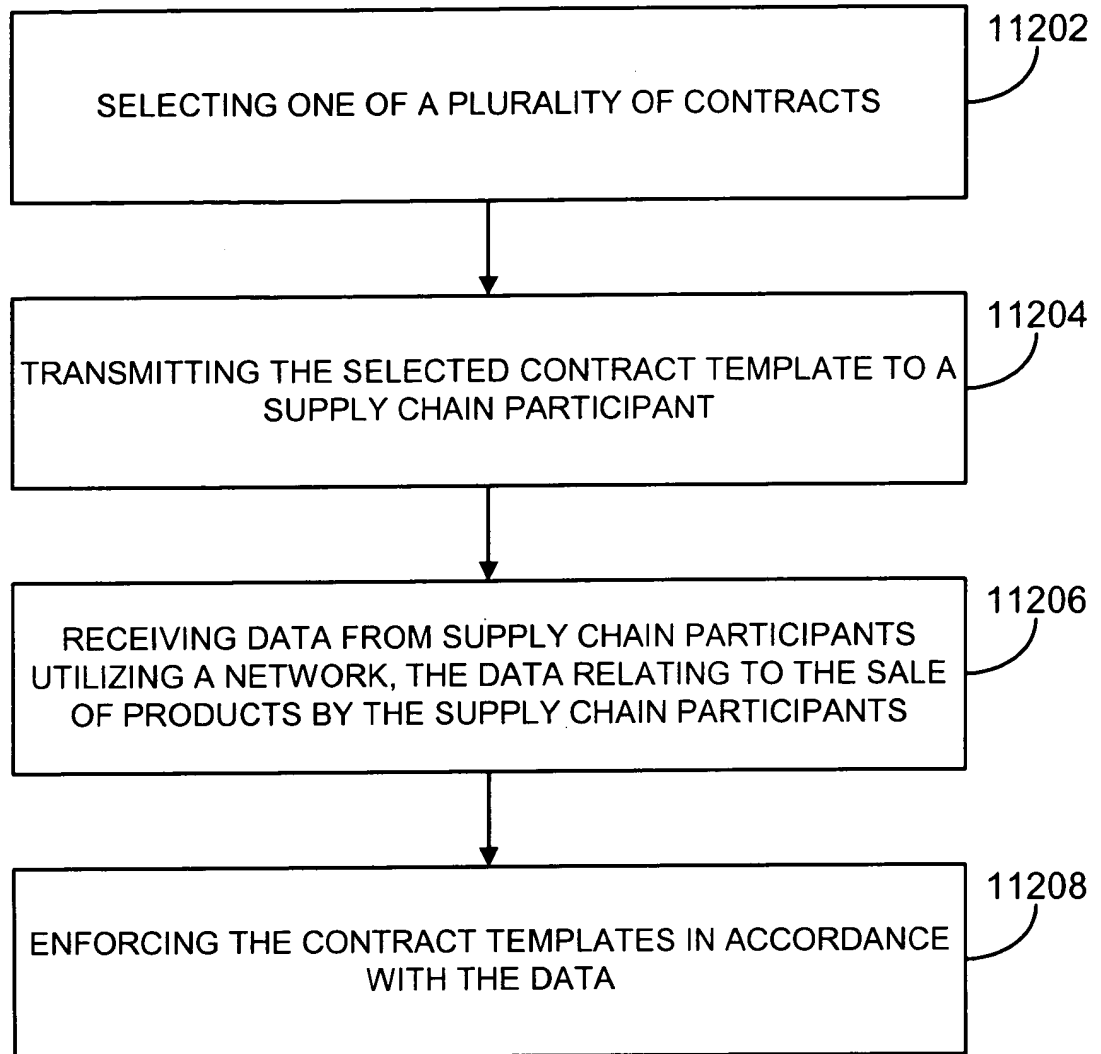 11202
SELECTING ONE OF A PLURALITY OF CONTRACTS
11204
TRANSMITTING THE SELECTED CONTRACT TEMPLATE TO A
SUPPLY CHAIN PARTICIPANT
11206
RECEIVING DATA FROM SUPPLY CHAIN PARTICIPANTS
UTILIZING A NETWORK, THE DATA RELATING TO THE SALE
OF PRODUCTS BY THE SUPPLY CHAIN PARTICIPANTS
11208
ENFORCING THE CONTRACT TEMPLATES IN ACCORDANCE
WITH THE DATA